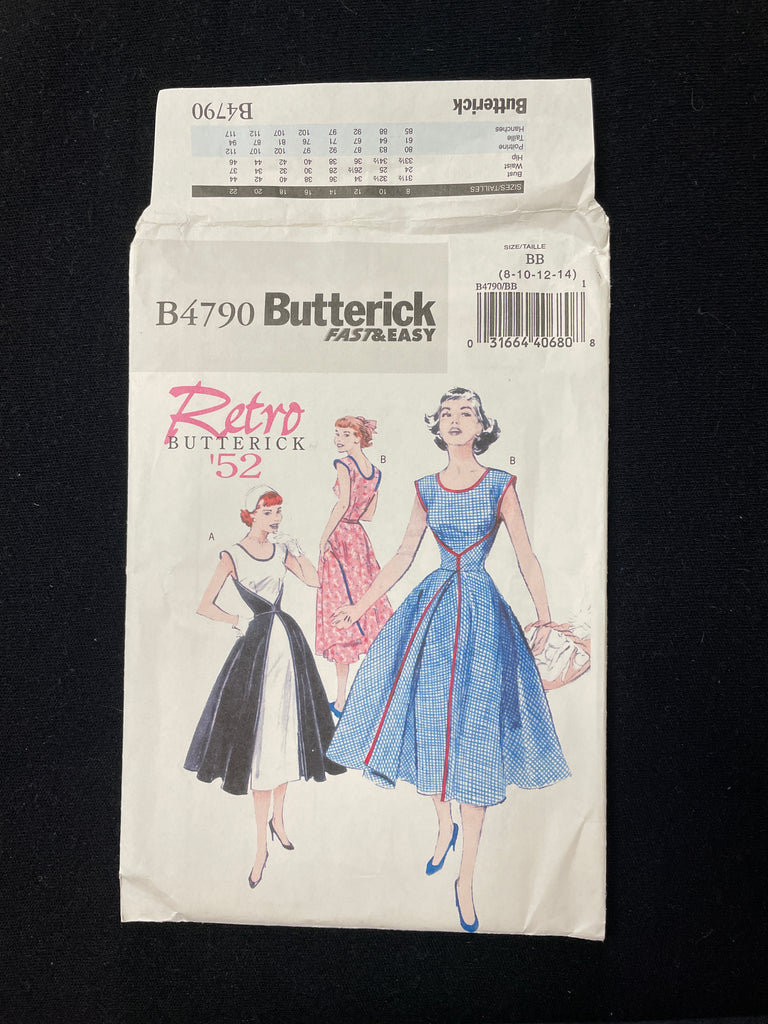 SIZES/TAILLES 8 10 12 14 16 18 20 22
Bust 31½ 32½ 34 36 38 40 42 44
Waist 24 25 26½ 28 30 32 34 37
Hip 33½ 34½ 36 38 40 42 44 46
Poitrine 80 83 87 92 97 102 107 112
Taille 61 64 67 71 76 81 87 94
Hanches 85 88 92 97 102 107 112 117
Butterick B4790
B4790 Butterick
FAST&EASY
SIZE/TAILLE
BB
(8-10-12-14)
B4790/BB 1
0 31664 40680 8
Retro
BUTTERICK
'52
A
B
B